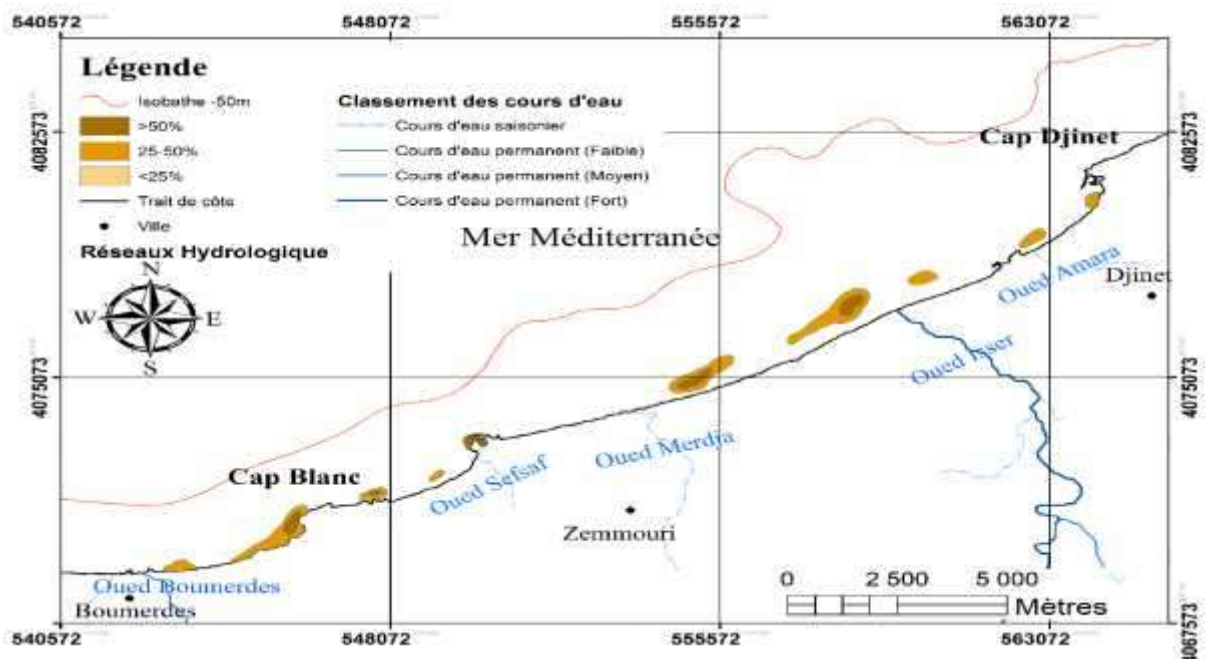 540572 548072 555572 563072
Légende
Isobathe -50m
>50%
25-50%
<25%
Trait de côte
Ville
Réseaux Hydrologique
Classement des cours d'eau
Cours d'eau saisonier
Cours d'eau permanent (Faible)
Cours d'eau permanent (Moyen)
Cours d'eau permanent (Fort)
4082573
4082573
Cap Djinet
Mer Méditerranée
N
W E
S
Oued Amara
Djinet
Oued Isser
4075073
4075073
Cap Blanc
Oued Sefsaf
Oued Merdja
Zemmouri
Oued Boumerdes
Boumerdes
0 2 500 5 000
Mètres
4067573
540572 548072 555572 563072